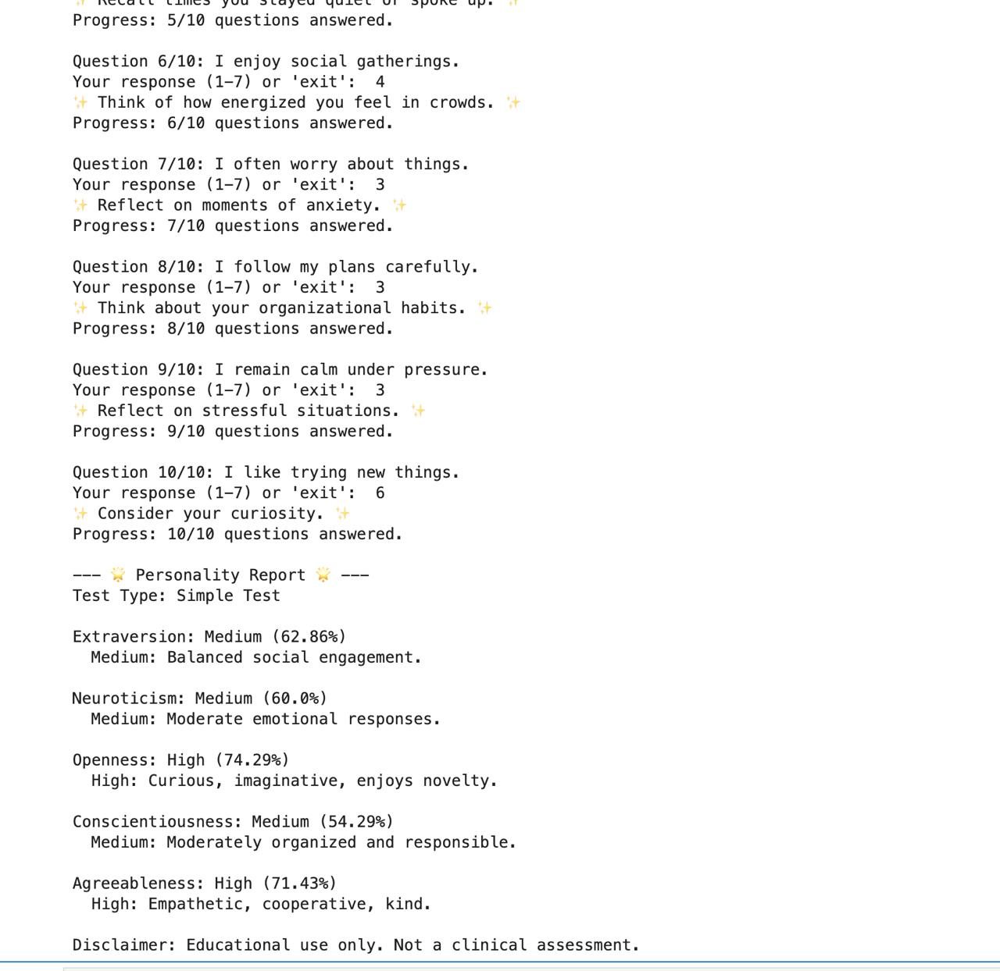 ✨ Recall times you stayed quiet or spoke up. ✨
Progress: 5/10 questions answered.
Question 6/10: I enjoy social gatherings.
Your response (1-7) or 'exit':  4
✨ Think of how energized you feel in crowds. ✨
Progress: 6/10 questions answered.
Question 7/10: I often worry about things.
Your response (1-7) or 'exit':  3
✨ Reflect on moments of anxiety. ✨
Progress: 7/10 questions answered.
Question 8/10: I follow my plans carefully.
Your response (1-7) or 'exit':  3
✨ Think about your organizational habits. ✨
Progress: 8/10 questions answered.
Question 9/10: I remain calm under pressure.
Your response (1-7) or 'exit':  3
✨ Reflect on stressful situations. ✨
Progress: 9/10 questions answered.
Question 10/10: I like trying new things.
Your response (1-7) or 'exit':  6
✨ Consider your curiosity. ✨
Progress: 10/10 questions answered.
--- 🌟 Personality Report 🌟 ---
Test Type: Simple Test
Extraversion: Medium (62.86%)
Medium: Balanced social engagement.
Neuroticism: Medium (60.0%)
Medium: Moderate emotional responses.
Openness: High (74.29%)
High: Curious, imaginative, enjoys novelty.
Conscientiousness: Medium (54.29%)
Medium: Moderately organized and responsible.
Agreeableness: High (71.43%)
High: Empathetic, cooperative, kind.
Disclaimer: Educational use only. Not a clinical assessment.